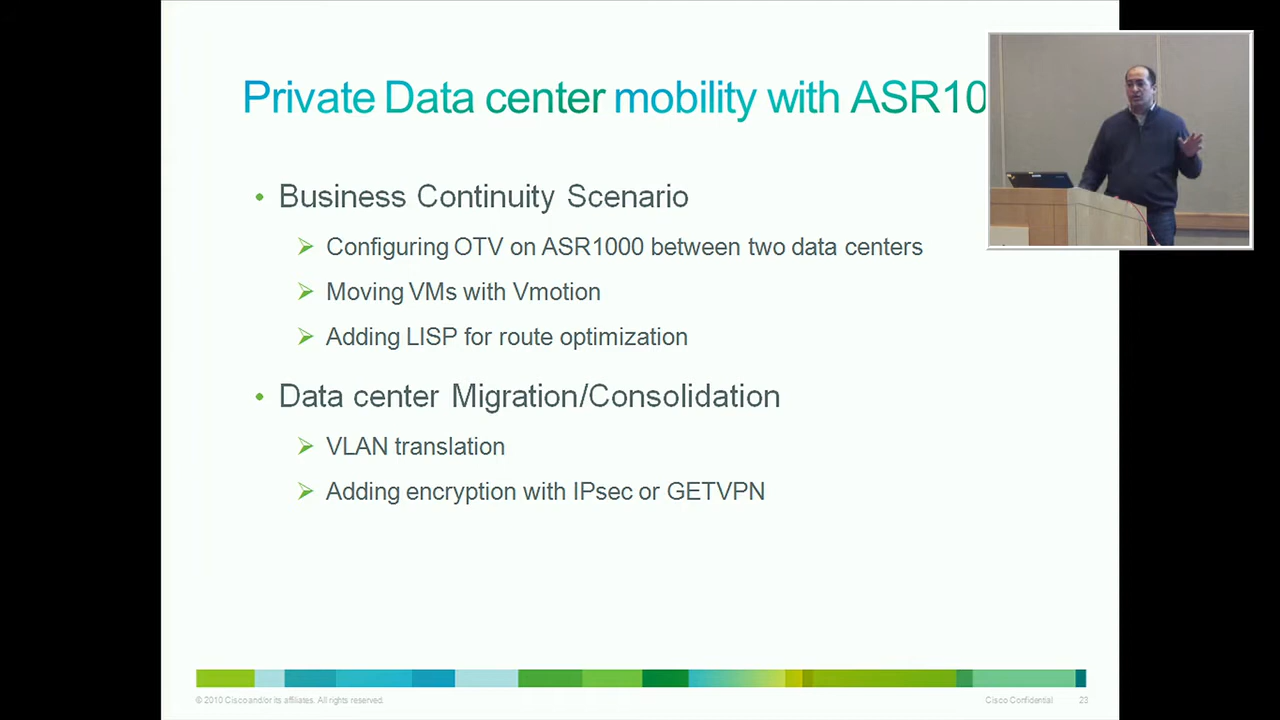 Private Data center mobility with ASR10
• Business Continuity Scenario
➢ Configuring OTV on ASR1000 between two data centers
➢ Moving VMs with Vmotion
➢ Adding LISP for route optimization
• Data center Migration/Consolidation
➢ VLAN translation
➢ Adding encryption with IPsec or GETVPN
© 2010 Cisco and/or its affiliates. All rights reserved.
Cisco Confidential
23